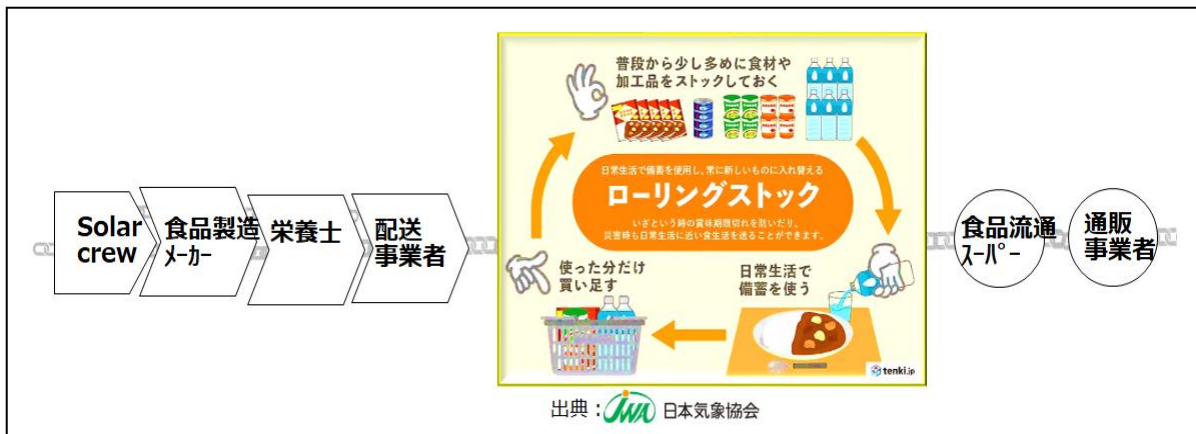 Solar
crew
食品製造
メーカー
栄養士
配送
事業者
普段から少し多めに食材や
加工品をストックしておく
日常生活で備蓄を使用し、常に新しいものに入れ替える
ローリングストック
いざという時の賞味期限切れを防いだり、
災害時も日常生活に近い食生活を送ることができます。
使った分だけ
買い足す
日常生活で
備蓄を使う
tenki.jp
食品流通
スーパー
通販
事業者
出典：JWA 日本気象協会